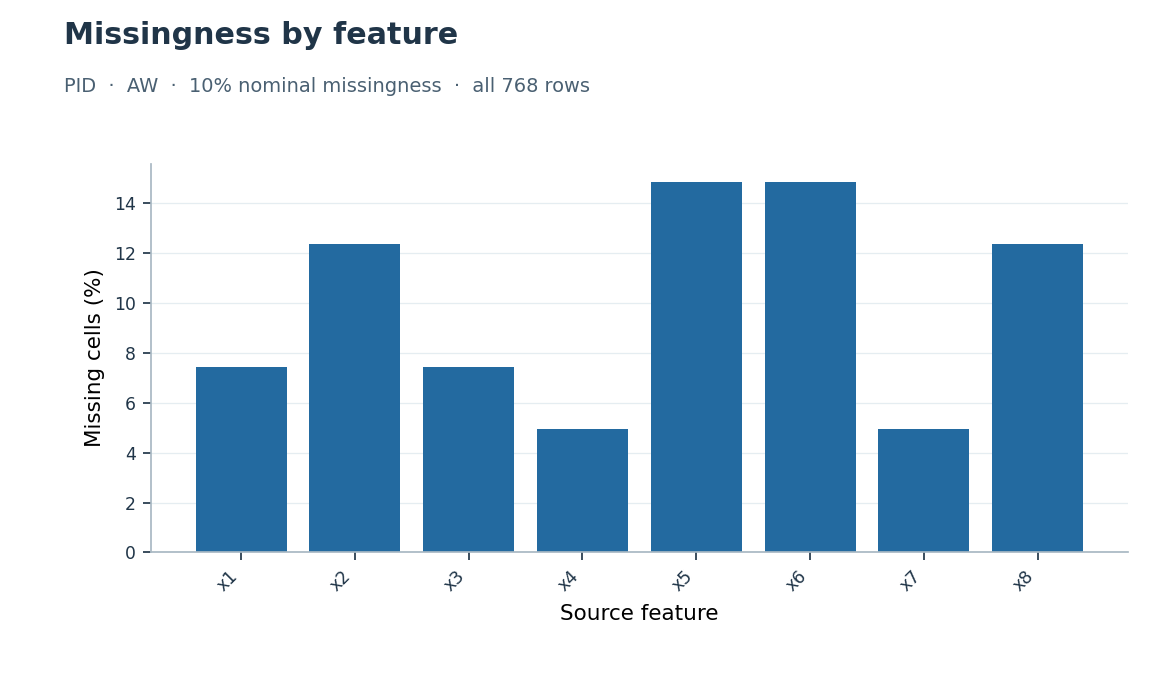 Missingness by feature
PID · AW · 10% nominal missingness · all 768 rows
Missing cells (%)
14
12
10
8
6
4
2
0
x1 x2 x3 x4 x5 x6 x7 x8
Source feature